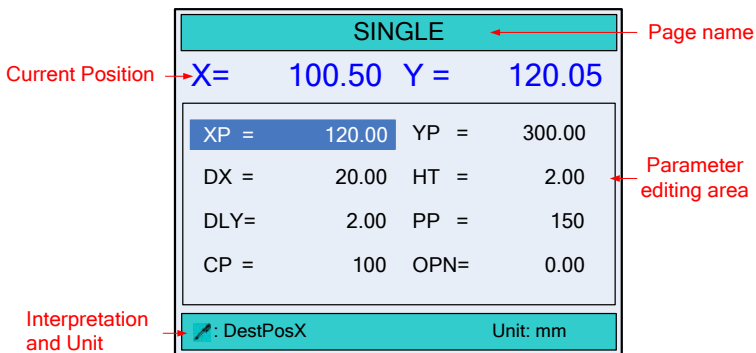 SINGLE
Page name
Current Position
X= 100.50 Y = 120.05
XP = 120.00 YP = 300.00
DX = 20.00 HT = 2.00
Parameter
editing area
DLY= 2.00 PP = 150
CP = 100 OPN= 0.00
Interpretation
and Unit
: DestPosX Unit: mm